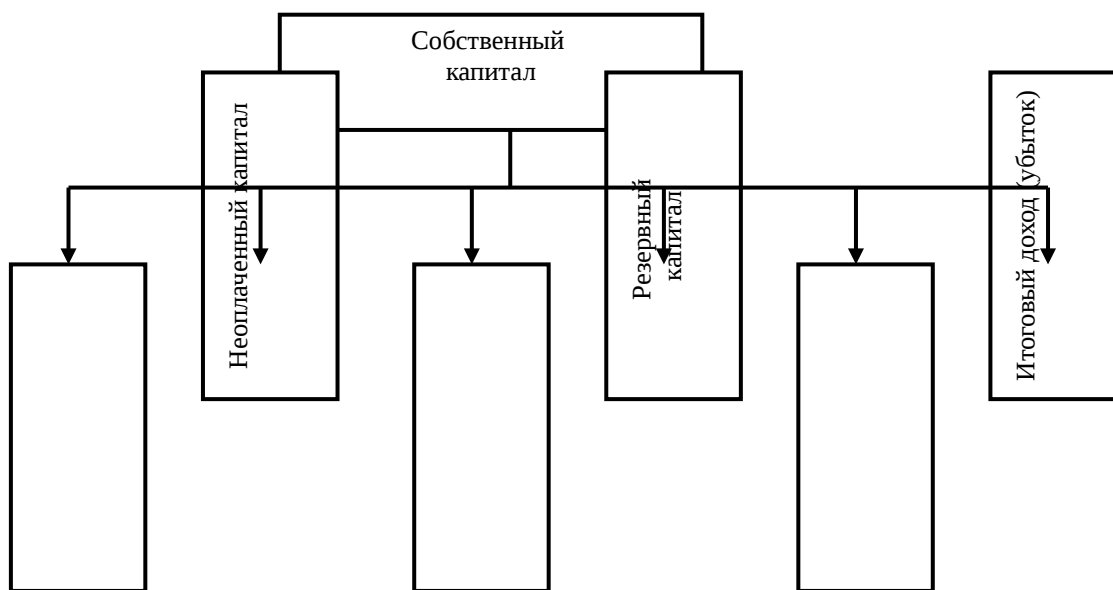 Собственный
капитал
Неоплаченный капитал
Резервный
капитал
Итоговый доход (убыток)